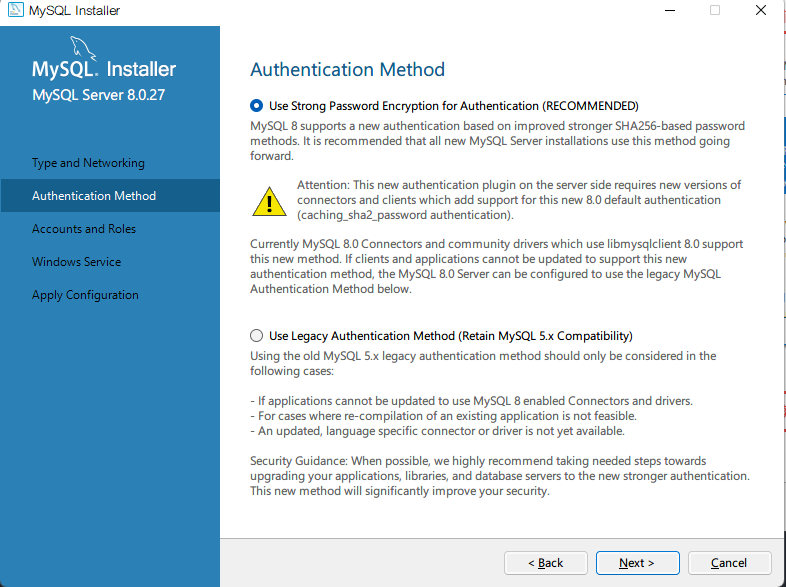 MySQL Installer
MySQL. Installer
MySQL Server 8.0.27
Type and Networking
Authentication Method
Accounts and Roles
Windows Service
Apply Configuration
Authentication Method
Use Strong Password Encryption for Authentication (RECOMMENDED)
MySQL 8 supports a new authentication based on improved stronger SHA256-based password
methods. It is recommended that all new MySQL Server installations use this method going
forward.
Attention: This new authentication plugin on the server side requires new versions of
connectors and clients which add support for this new 8.0 default authentication
(caching_sha2_password authentication).
Currently MySQL 8.0 Connectors and community drivers which use libmysqlclient 8.0 support
this new method. If clients and applications cannot be updated to support this new
authentication method, the MySQL 8.0 Server can be configured to use the legacy MySQL
Authentication Method below.
Use Legacy Authentication Method (Retain MySQL 5.x Compatibility)
Using the old MySQL 5.x legacy authentication method should only be considered in the
following cases:
- If applications cannot be updated to use MySQL 8 enabled Connectors and drivers.
- For cases where re-compilation of an existing application is not feasible.
- An updated, language specific connector or driver is not yet available.
Security Guidance: When possible, we highly recommend taking needed steps towards
upgrading your applications, libraries, and database servers to the new stronger authentication.
This new method will significantly improve your security.
< Back
Next >
Cancel